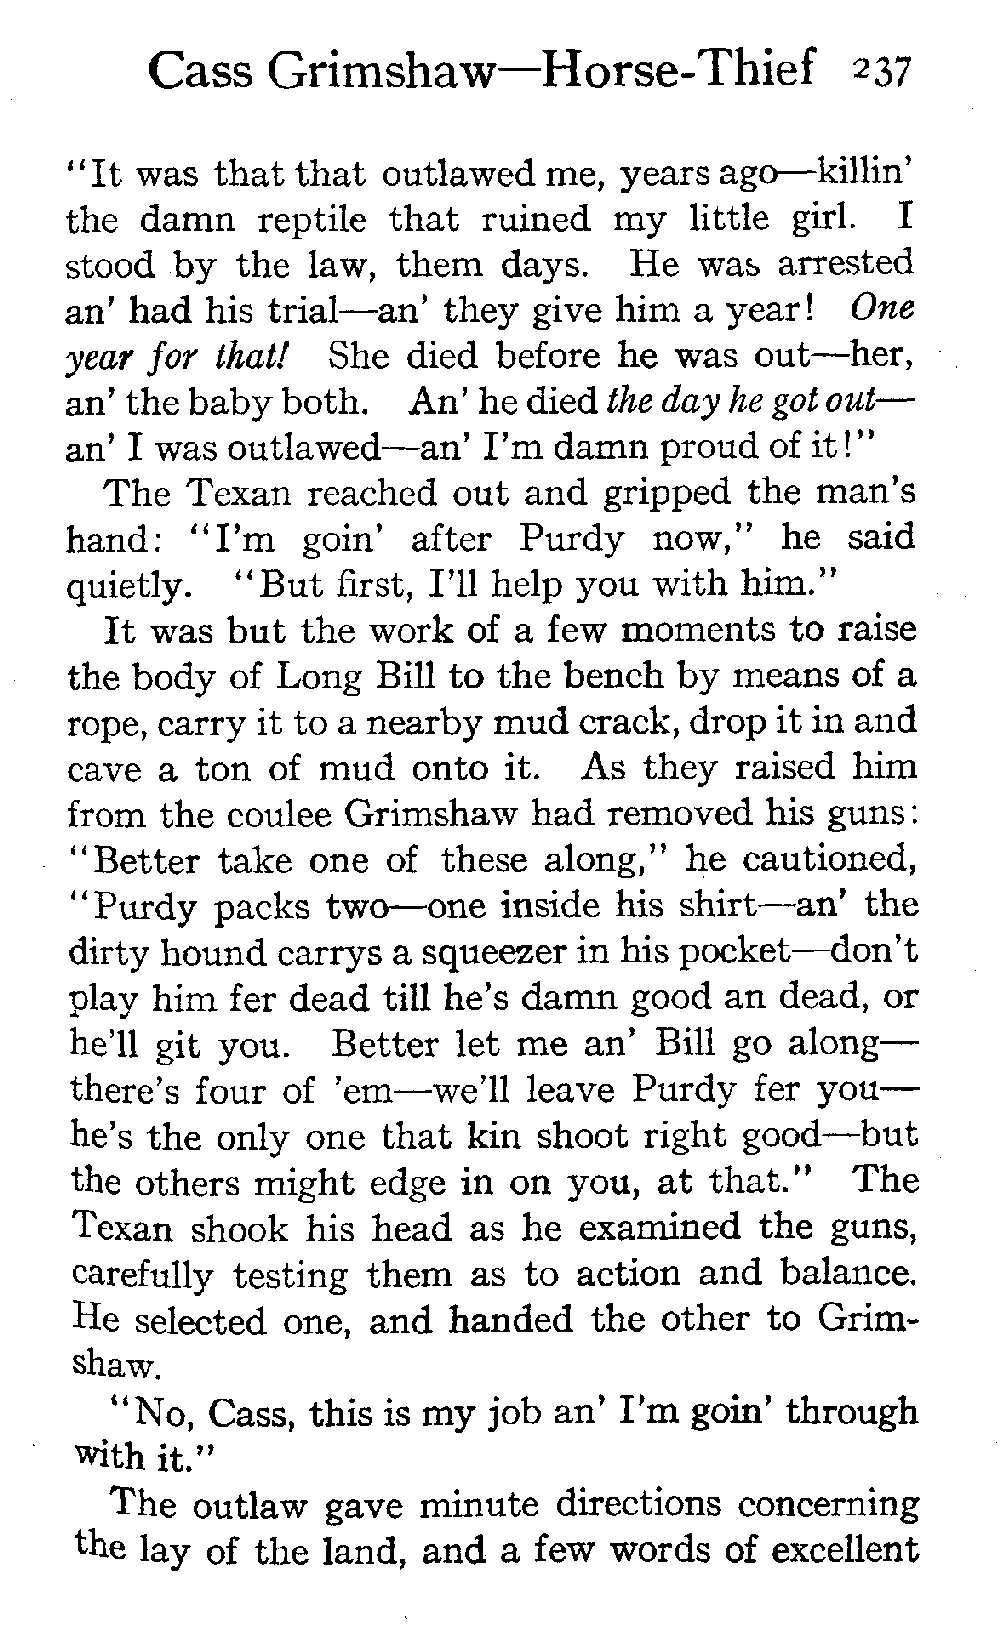 Cass Grimshaw—Horse-Thief 237
"It was that that outlawed me, years ago—killin'
the damn reptile that ruined my little girl. I
stood by the law, them days. He was arrested
an' had his trial—an' they give him a year! One
year for that! She died before he was out—her,
an' the baby both. An' he died the day he got out—
an' I was outlawed—an' I'm damn proud of it!"
The Texan reached out and gripped the man's
hand: "I'm goin' after Purdy now," he said
quietly. "But first, I'll help you with him."
It was but the work of a few moments to raise
the body of Long Bill to the bench by means of a
rope, carry it to a nearby mud crack, drop it in and
cave a ton of mud onto it. As they raised him
from the coulee Grimshaw had removed his guns:
"Better take one of these along," he cautioned,
"Purdy packs two—one inside his shirt—an' the
dirty hound carrys a squeezer in his pocket—don't
play him fer dead till he's damn good an dead, or
he'll git you. Better let me an' Bill go along—
there's four of 'em—we'll leave Purdy fer you—
he's the only one that kin shoot right good—but
the others might edge in on you, at that." The
Texan shook his head as he examined the guns,
carefully testing them as to action and balance.
He selected one, and handed the other to Grim-
shaw.
"No, Cass, this is my job an' I'm goin' through
with it."
The outlaw gave minute directions concerning
the lay of the land, and a few words of excellent